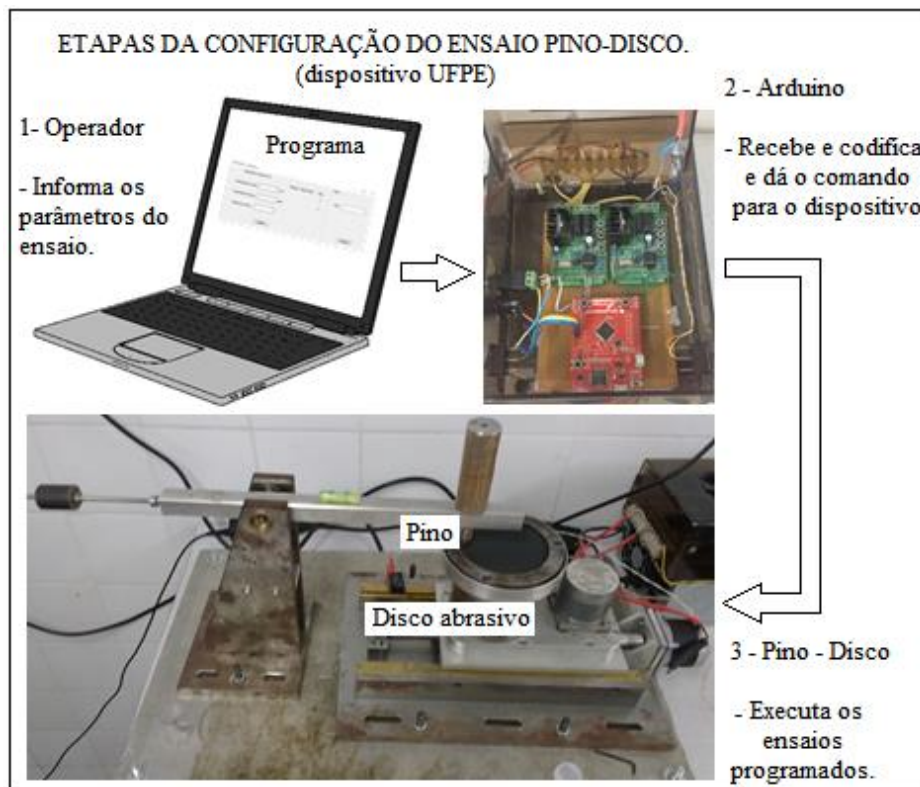 ETAPAS DA CONFIGURAÇÃO DO ENSAIO PINO-DISCO.
(dispositivo UFPE)
1- Operador
- Informa os
parâmetros do
ensaio.
Programa
2 - Arduino
- Recebe e codifica
e dá o comando
para o dispositivo
Pino
Disco abrasivo
3 - Pino - Disco
- Executa os
ensaios
programados.